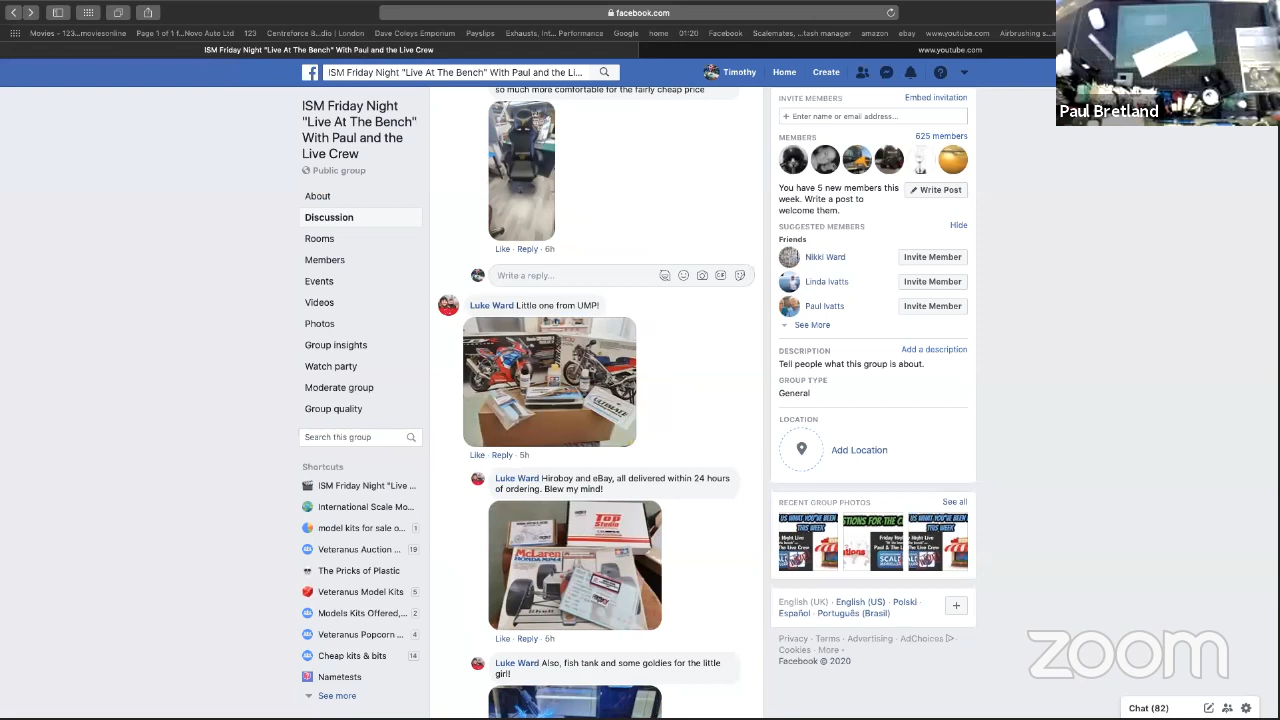 facebook.com
Movies - 123...moviesonline
Page 1 of 1 f...Novo Auto Ltd
123
Centreforce B...o | London
Dave Coleys Emporium
Payslips
Exhausts, Int... Performance
Google
home
01:20
Facebook
Scalemates, ...tash manager
amazon
ebay
www.youtube.com
Airbrushing s...
ISM Friday Night "Live At The Bench" With Paul and the Live Crew
www.youtube.com
ISM Friday Night "Live At The Bench" With Paul and the Li...
Timothy
Home
Create
Paul Bretland
ISM Friday Night
"Live At The Bench"
With Paul and the
Live Crew
Public group
About
Discussion
Rooms
Members
Events
Videos
Photos
Group insights
Watch party
Moderate group
Group quality
Search this group
Shortcuts
ISM Friday Night "Live ...
International Scale Mo...
model kits for sale o... 1
Veteranus Auction ... 19
The Pricks of Plastic
Veteranus Model Kits 5
Models Kits Offered,... 2
Veteranus Popcorn ... 4
Cheap kits & bits 14
Nametests
See more
so much more comfortable for the fairly cheap price
Like · Reply · 6h
Write a reply...
Luke Ward Little one from UMP!
ULTIMATE
Like · Reply · 5h
Luke Ward Hiroboy and eBay, all delivered within 24 hours
of ordering. Blew my mind!
Top
Studio
McLaren
HONDA MP4/4
Like · Reply · 5h
Luke Ward Also, fish tank and some goldies for the little
girl!
INVITE MEMBERS
Embed invitation
+ Enter name or email address...
MEMBERS
625 members
You have 5 new members this
week. Write a post to
welcome them.
Write Post
SUGGESTED MEMBERS
Hide
Friends
Nikki Ward
Invite Member
Linda Ivatts
Invite Member
Paul Ivatts
Invite Member
See More
DESCRIPTION
Add a description
Tell people what this group is about.
GROUP TYPE
General
LOCATION
Add Location
RECENT GROUP PHOTOS
See all
English (UK) · English (US) · Polski ·
Español · Português (Brasil)
+
Privacy · Terms · Advertising · AdChoices ·
Cookies · More
Facebook © 2020
zoom
Chat (82)